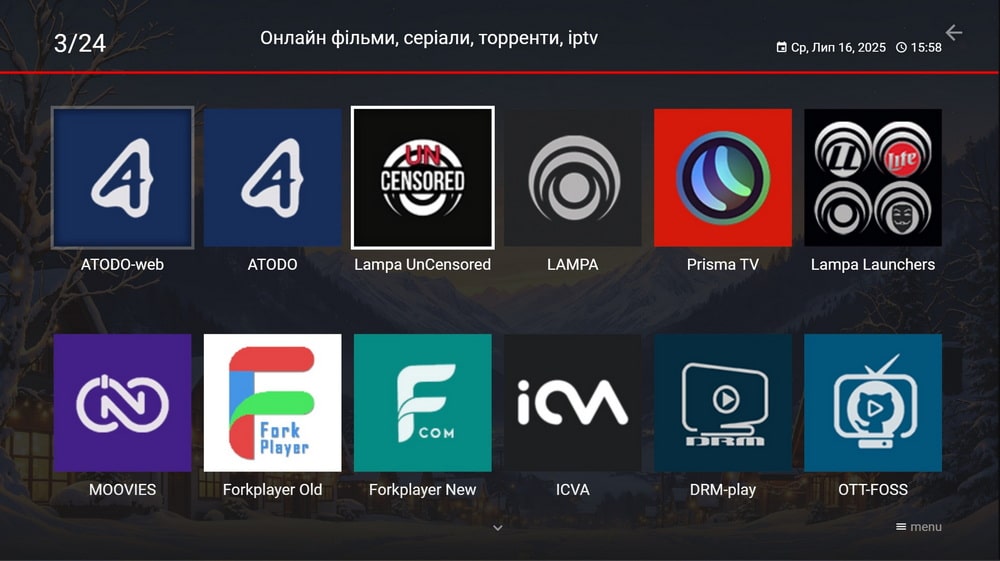 3/24
Онлайн фільми, серіали, торренти, iptv
Ср, Лип 16, 2025 15:58
4 4 UN
CENSORED
lite
ATODO-web ATODO Lampa UnCensored LAMPA Prisma TV Lampa Launchers
N Fork
Player
F
COM
iCVA
DRM
MOOVIES Forkplayer Old Forkplayer New ICVA DRM-play OTT-FOSS
menu